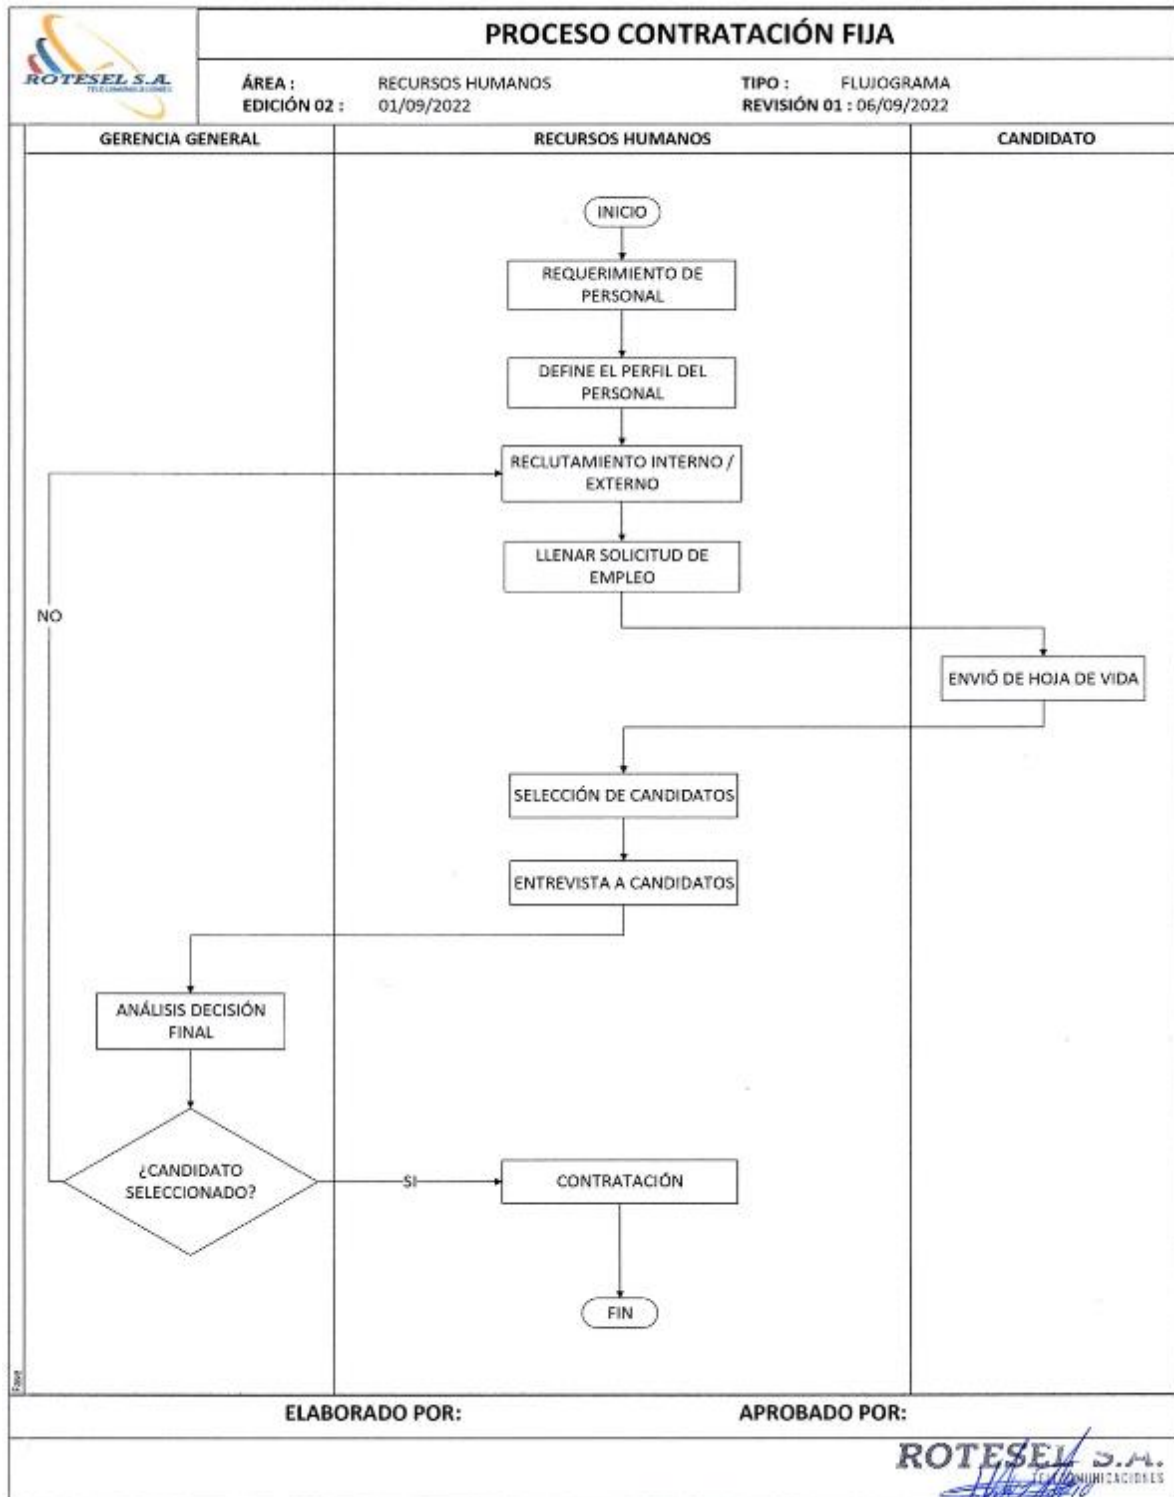 ROTESEL S.A.
TELECOMUNICACIONES
PROCESO CONTRATACIÓN FIJA
ÁREA : RECURSOS HUMANOS TIPO : FLUJOGRAMA
EDICIÓN 02 : 01/09/2022 REVISIÓN 01 : 06/09/2022
GERENCIA GENERAL RECURSOS HUMANOS CANDIDATO
INICIO
REQUERIMIENTO DE
PERSONAL
DEFINE EL PERFIL DEL
PERSONAL
RECLUTAMIENTO INTERNO /
EXTERNO
LLENAR SOLICITUD DE
EMPLEO
NO
ENVIÓ DE HOJA DE VIDA
SELECCIÓN DE CANDIDATOS
ENTREVISTA A CANDIDATOS
ANÁLISIS DECISIÓN
FINAL
¿CANDIDATO
SELECCIONADO?
SI
CONTRATACIÓN
FIN
Fase
ELABORADO POR: APROBADO POR:
ROTESEL S.A.
TELECOMUNICACIONES